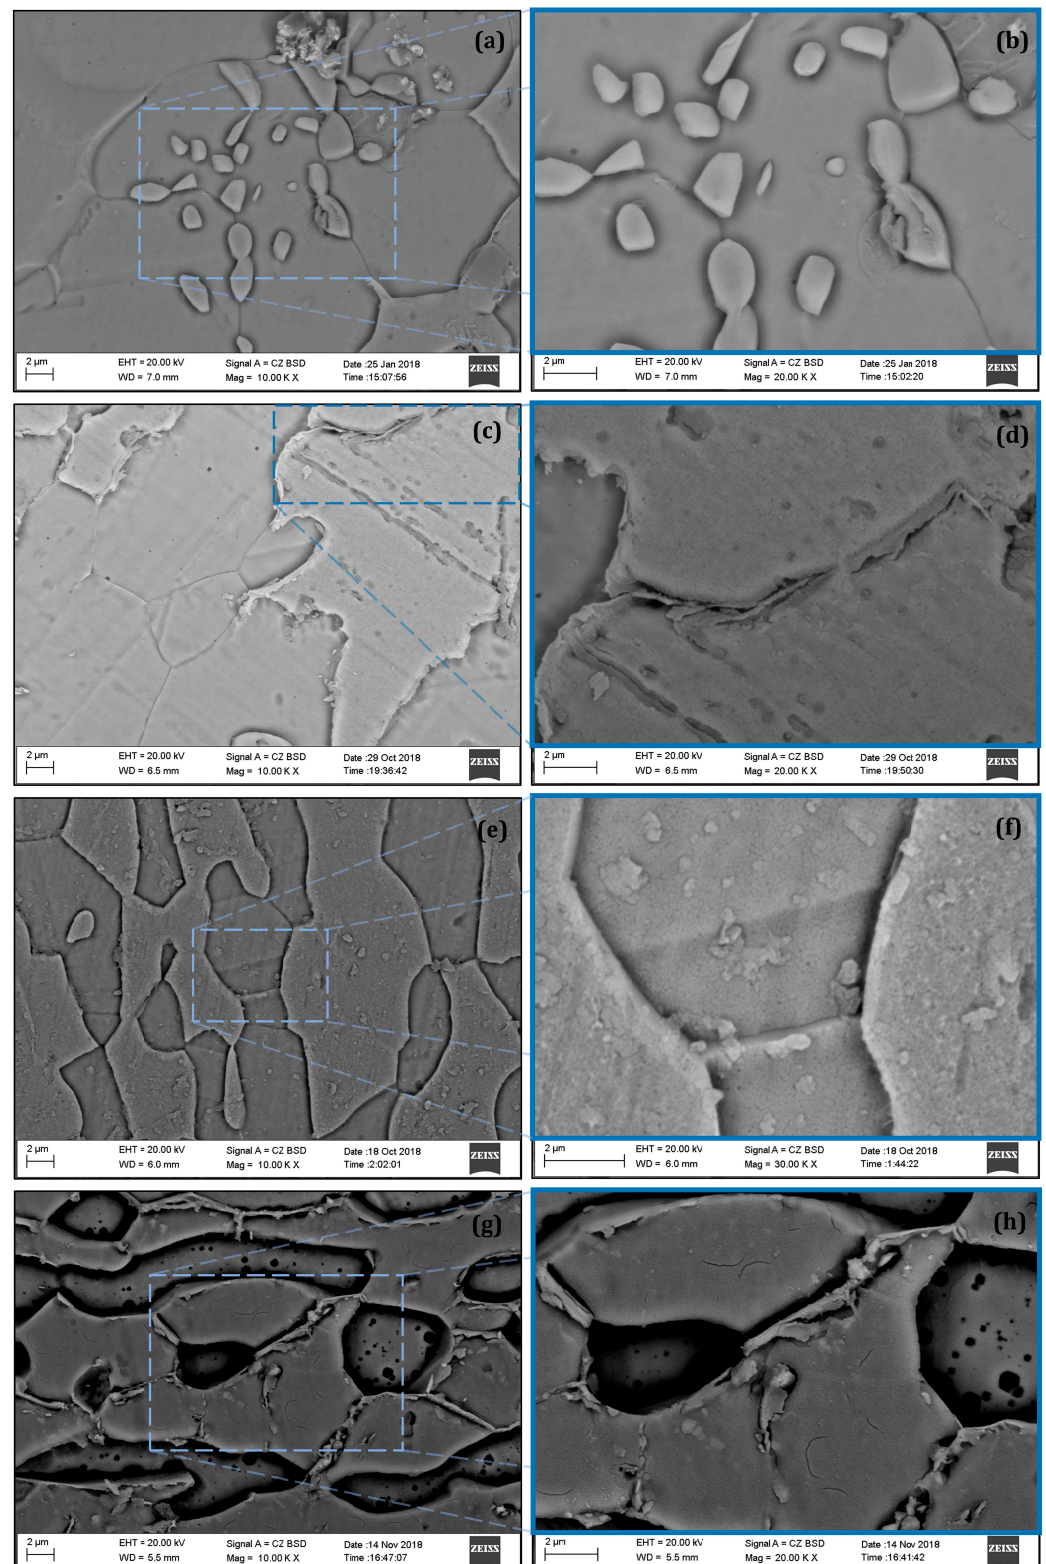 (a)
(b)
2 µm EHT = 20.00 kV Signal A = CZ BSD Date :25 Jan 2018 ZEISS
WD = 7.0 mm Mag = 10.00 K X Time :15:07:56
2 µm EHT = 20.00 kV Signal A = CZ BSD Date :25 Jan 2018 ZEISS
WD = 7.0 mm Mag = 20.00 K X Time :15:02:20
(c)
(d)
2 µm EHT = 20.00 kV Signal A = CZ BSD Date :29 Oct 2018 ZEISS
WD = 6.5 mm Mag = 10.00 K X Time :19:36:42
2 µm EHT = 20.00 kV Signal A = CZ BSD Date :29 Oct 2018 ZEISS
WD = 6.5 mm Mag = 20.00 K X Time :19:50:30
(e)
(f)
2 µm EHT = 20.00 kV Signal A = CZ BSD Date :18 Oct 2018 ZEISS
WD = 6.0 mm Mag = 10.00 K X Time :2:02:01
2 µm EHT = 20.00 kV Signal A = CZ BSD Date :18 Oct 2018 ZEISS
WD = 6.0 mm Mag = 30.00 K X Time :1:44:22
(g)
(h)
2 µm EHT = 20.00 kV Signal A = CZ BSD Date :14 Nov 2018 ZEISS
WD = 5.5 mm Mag = 10.00 K X Time :16:47:07
2 µm EHT = 20.00 kV Signal A = CZ BSD Date :14 Nov 2018 ZEISS
WD = 5.5 mm Mag = 20.00 K X Time :16:41:42